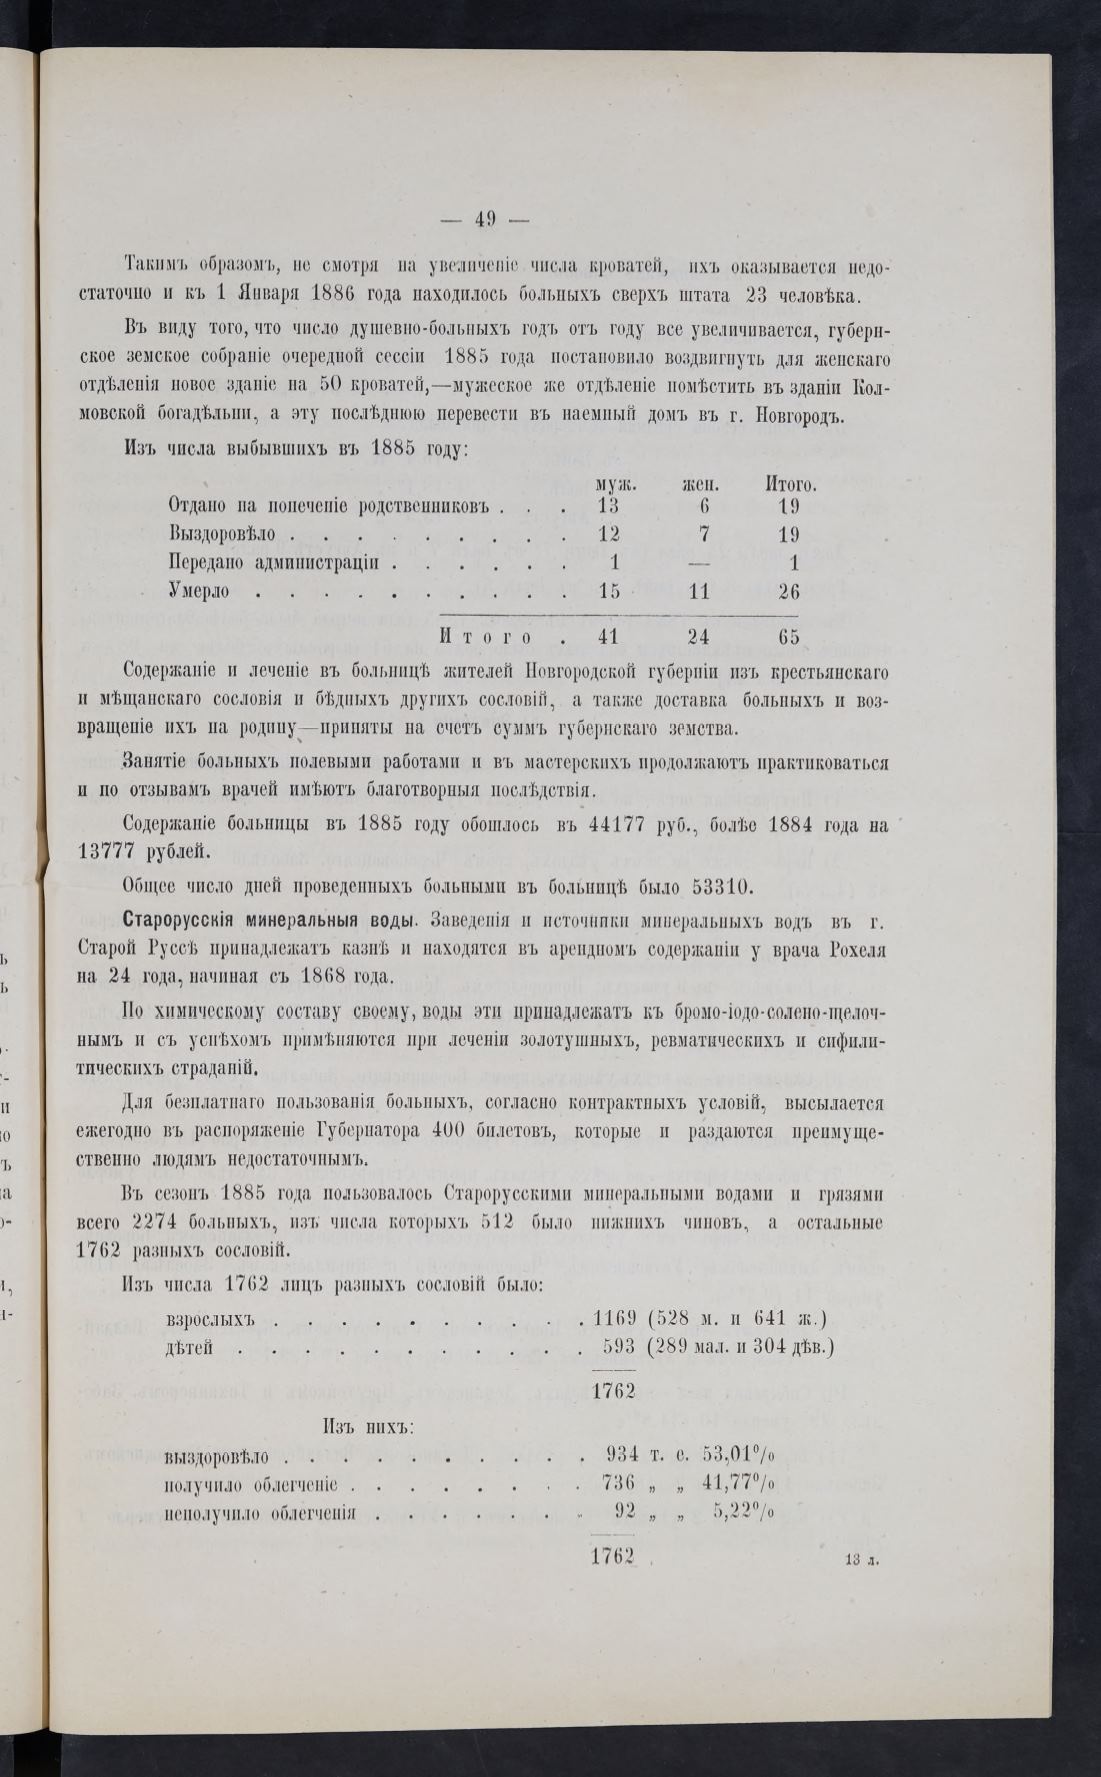 — 49 —
Такимъ образомъ, не смотря на увеличеніе числа кроватей, ихъ оказывается недо-
статочно и къ 1 Января 1886 года находилось больныхъ сверхъ штата 23 человѣка.
Въ виду того, что число душевно-больныхъ годъ отъ году все увеличивается, губерн-
ское земское собраніе очередной сессіи 1885 года постановило воздвигнуть для женскаго
отдѣленія новое зданіе на 50 кроватей,—мужеское же отдѣленіе помѣстить въ зданіи Кол-
мовской богадѣльни, а эту послѣднюю перевести въ наемный домъ въ г. Новгородъ.
Изъ числа выбывшихъ въ 1885 году:
муж. жен. Итого.
Отдано на попеченіе родственниковъ . . . 13 6 19
Выздоровѣло . . . . . . . . . 12 7 19
Передано администраціи . . . . . . 1 — 1
Умерло . . . . . . . . . . 15 11 26
Итого . 41 24 65
Содержаніе и леченіе въ больницѣ жителей Новгородской губерніи изъ крестьянскаго
и мѣщанскаго сословія и бѣдныхъ другихъ сословій, а также доставка больныхъ и воз-
вращеніе ихъ на родину—приняты на счетъ суммъ губернскаго земства.
Занятіе больныхъ полевыми работами и въ мастерскихъ продолжаютъ практиковаться
и по отзывамъ врачей имѣютъ благотворныя послѣдствія.
Содержаніе больницы въ 1885 году обошлось въ 44177 руб., болѣе 1884 года на
13777 рублей.
Общее число дней проведенныхъ больными въ больницѣ было 53310.
Старорусскія минеральныя воды. Заведенія и источники минеральныхъ водъ въ г.
Старой Руссѣ принадлежатъ казнѣ и находятся въ арендномъ содержаніи у врача Рохеля
на 24 года, начиная съ 1868 года.
По химическому составу своему, воды эти принадлежатъ къ бромо-іодо-солено-щелоч-
нымъ и съ успѣхомъ примѣняются при леченіи золотушныхъ, ревматическихъ и сифили-
тическихъ страданій.
Для безплатнаго пользованія больныхъ, согласно контрактныхъ условій, высылается
ежегодно въ распоряженіе Губернатора 400 билетовъ, которые и раздаются преимуще-
ственно людямъ недостаточнымъ.
Въ сезонъ 1885 года пользовалось Старорусскими минеральными водами и грязями
всего 2274 больныхъ, изъ числа которыхъ 512 было нижнихъ чиновъ, а остальные
1762 разныхъ сословій.
Изъ числа 1762 лицъ разныхъ сословій было:
взрослыхъ . . . . . . . . . . 1169 (528 м. и 641 ж.)
дѣтей . . . . . . . . . . . 593 (289 мал. и 304 дѣв.)
1762
Изъ нихъ:
выздоровѣло . . . . . . . . . . 934 т. е. 53,01%
получило облегченіе . . . . . . . . 736 „ „ 41,77%
неполучило облегченія . . . . . . . 92 „ „ 5,22%
1762
13 л.